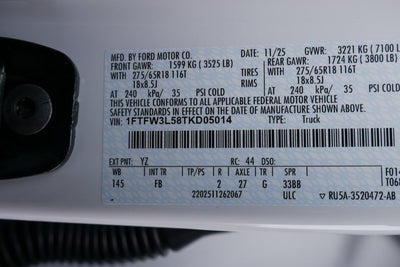 MFD. BY FORD MOTOR CO. DATE: 11/25 GVWR: 3221 KG (7100
FRONT GAWR: 1599 KG (3525 LB) REAR GAWR: 1724 KG (3800 LB)
WITH 275/65R18 116T TIRES WITH 275/65R18 116T
18x8.5J RIMS 18x8.5J
AT 240 kPa/ 35 PSI COLD AT 240 kPa/ 35 PSI COLD
THIS VEHICLE CONFORMS TO ALL APPLICABLE FEDERAL MOTOR VEHICLE
SAFETY STANDARDS IN EFFECT ON THE DATE OF MANUFACTURE SHOWN ABOVE.
VIN: 1FTFW3L58TKD05014 TYPE: Truck
EXT PNT: YZ RC: 44 DSO: F014
WB R AXLE TR SPR T068
145 FB 2 27 G 33BB
2202511262067 ULC RU5A-3520472-AB